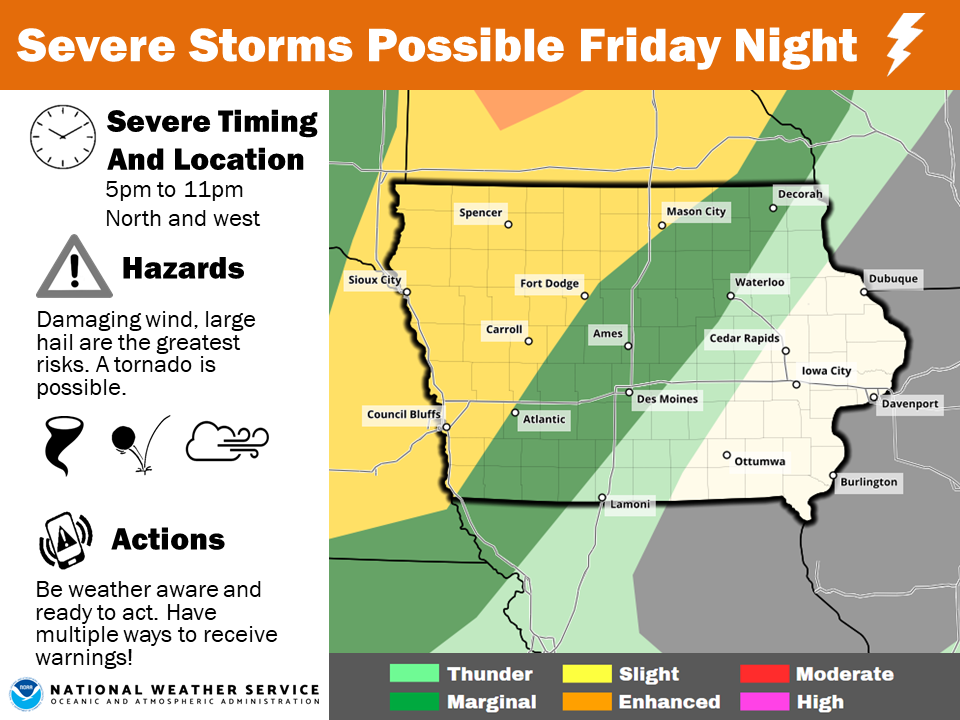 Severe Storms Possible Friday Night
Severe Timing
And Location
5pm to 11pm
North and west
Hazards
Damaging wind, large
hail are the greatest
risks. A tornado is
possible.
Actions
Be weather aware and
ready to act. Have
multiple ways to receive
warnings!
NOAA
NATIONAL WEATHER SERVICE
OCEANIC AND ATMOSPHERIC ADMINISTRATION
Decorah
Spencer
Mason City
Sioux City
Fort Dodge
Waterloo
Dubuque
Carroll
Ames
Cedar Rapids
Iowa City
Council Bluffs
Atlantic
Des Moines
Davenport
Ottumwa
Burlington
Lamoni
Thunder
Slight
Moderate
Marginal
Enhanced
High